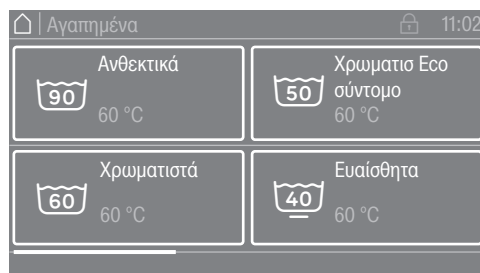 Αγαπημένα 11:02
Ανθεκτικά
90
60 °C
Χρωματισ Eco
σύντομο
50
60 °C
Χρωματιστά
60
60 °C
Ευαίσθητα
40
60 °C